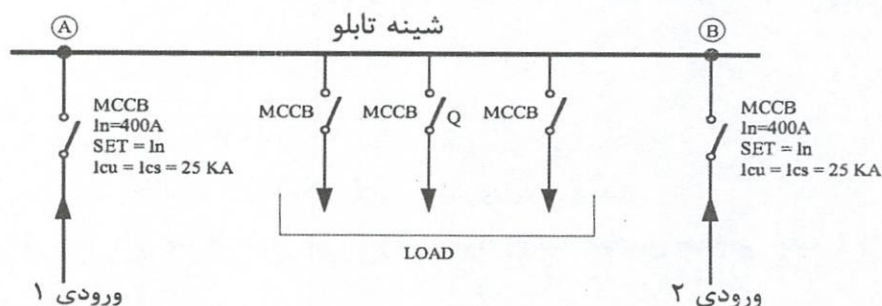 شینه تابلو
A
B
MCCB
In=400A
SET = In
Icu = Ics = 25 KA
MCCB
MCCB
Q
MCCB
MCCB
In=400A
SET = In
Icu = Ics = 25 KA
LOAD
ورودی ۱
ورودی ۲